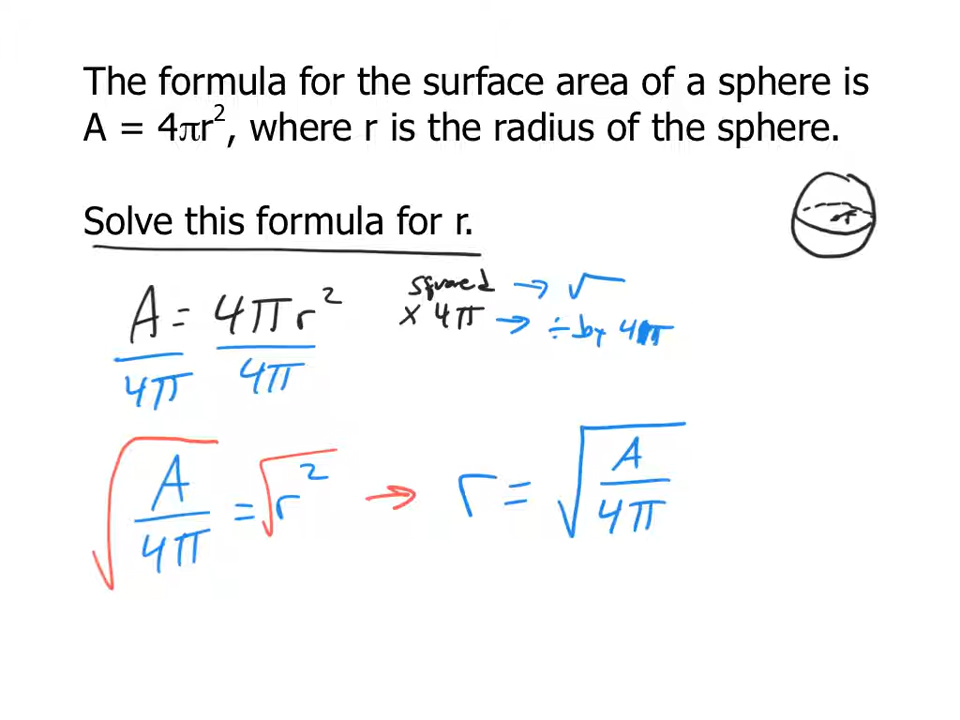 The formula for the surface area of a sphere is
A = 4πr², where r is the radius of the sphere.
Solve this formula for r.
squared → √
× 4π → ÷ by 4π
A = 4πr²
4π 4π
r
√(A/4π) = √r² → r = √(A/4π)